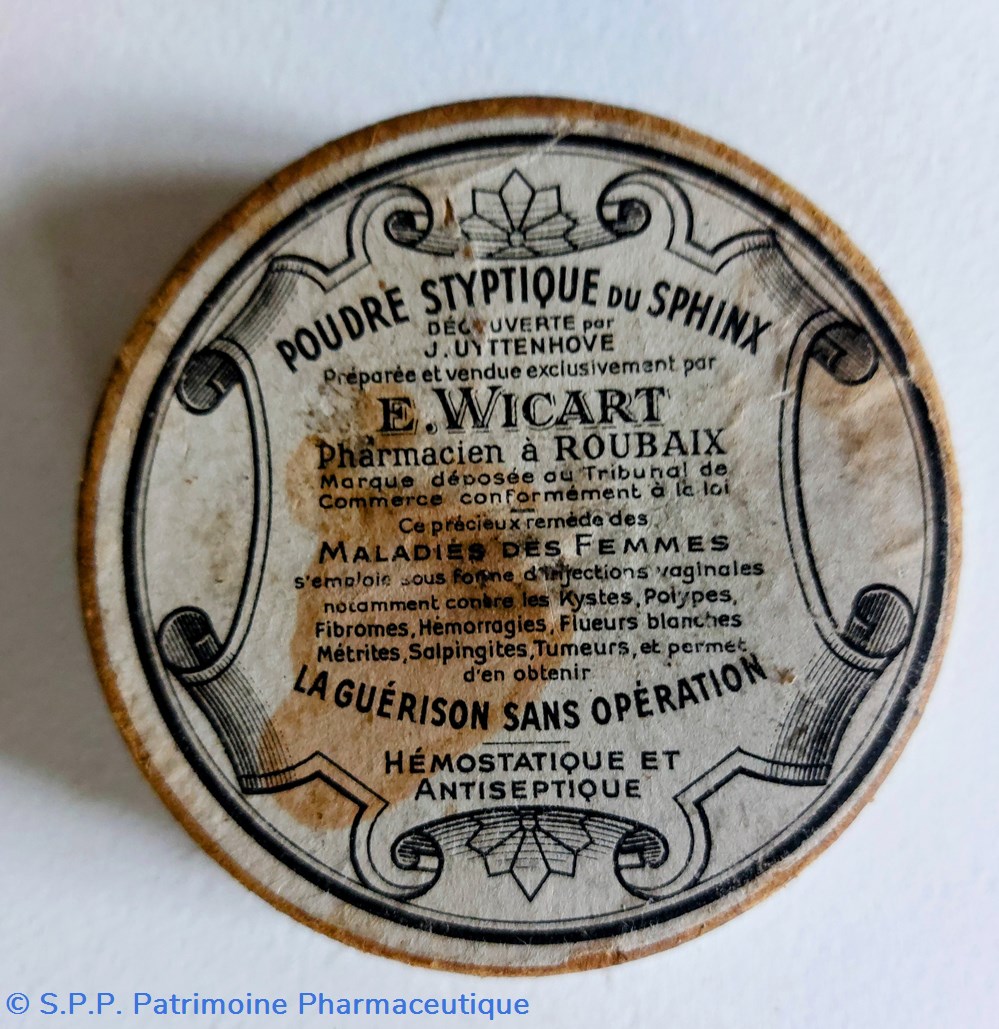 POUDRE STYPTIQUE DU SPHINX
DÉCOUVERTE par
J. UYTTENHOVE
Préparée et vendue exclusivement par
E. WICART
Pharmacien à ROUBAIX
Marque déposée au Tribunal de
Commerce conformément à la loi
Ce précieux remède des
MALADIES DES FEMMES
s'emploie sous forme d'injections vaginales
notamment contre les Kystes, Polypes,
Fibromes, Hémorragies, Flueurs blanches
Métrites, Salpingites, Tumeurs, et permet
d'en obtenir
LA GUÉRISON SANS OPÉRATION
HÉMOSTATIQUE ET
ANTISEPTIQUE
© S.P.P. Patrimoine Pharmaceutique